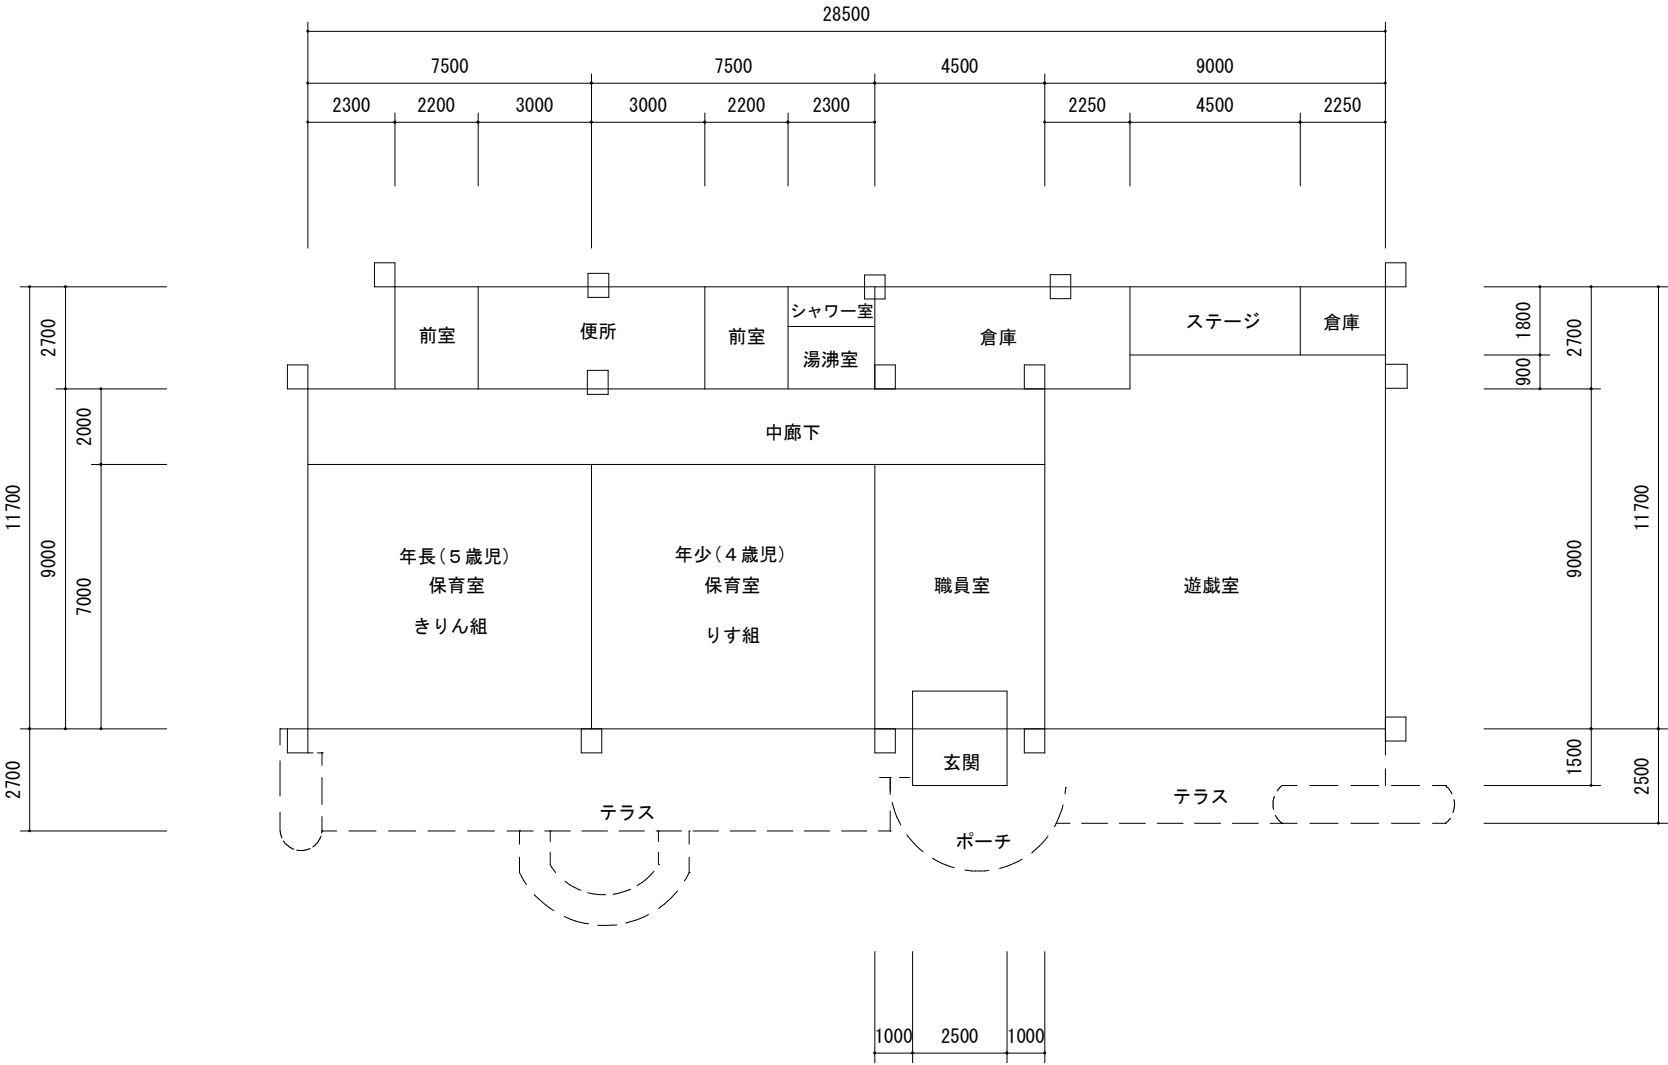 28500
7500 7500 4500 9000
2300 2200 3000 3000 2200 2300 2250 4500 2250
シャワー室
前室 便所 前室 湯沸室 倉庫 ステージ 倉庫
2700 1800 2700
900
中廊下
2000
11700 9000 7000 9000 11700
年長(5歳児)
保育室
きりん組
年少(4歳児)
保育室
りす組
職員室
遊戯室
玄関
2700 1500 2500
テラス
テラス
ポーチ
1000 2500 1000